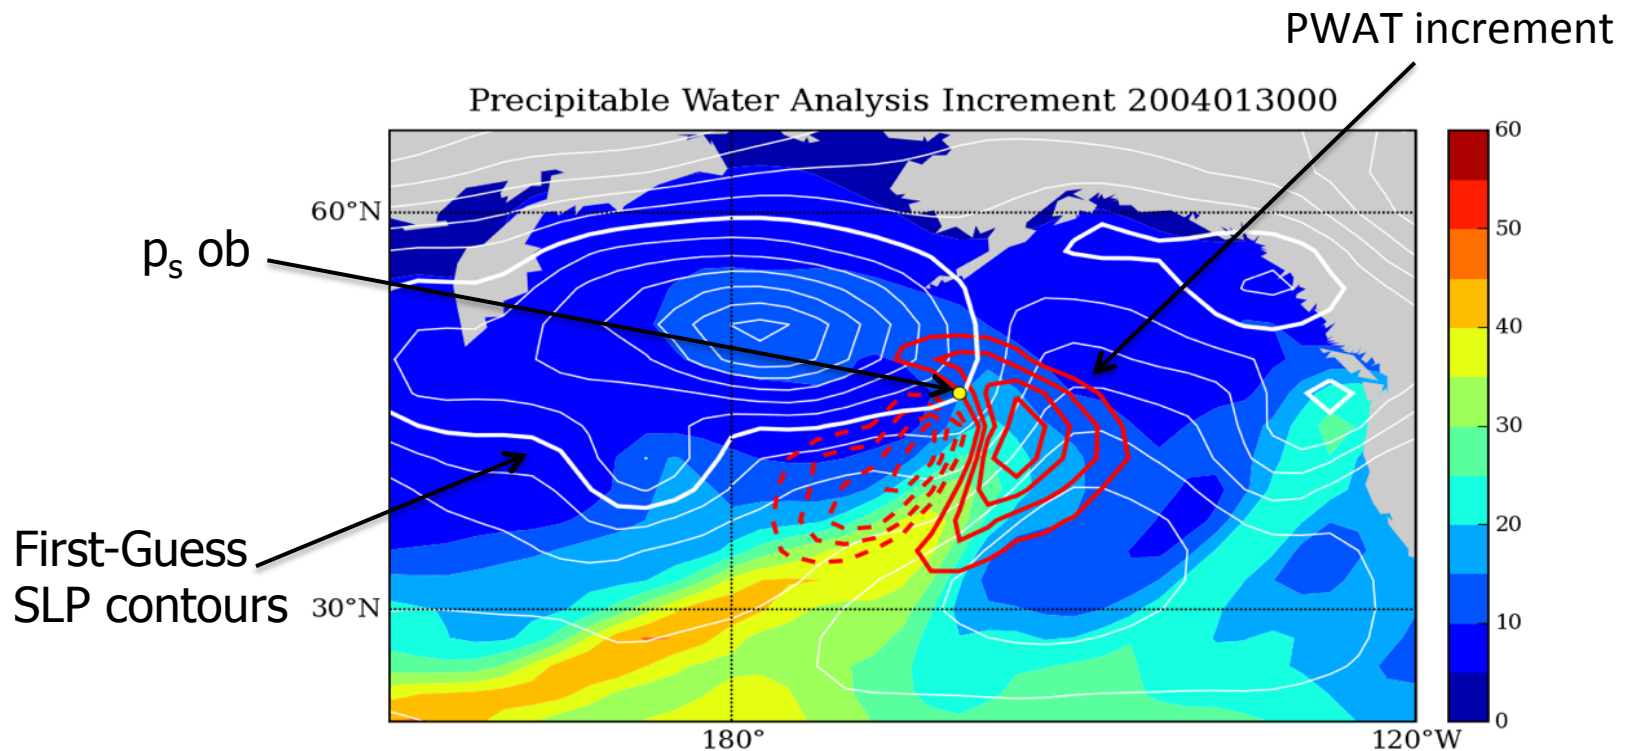 PWAT increment
Precipitable Water Analysis Increment 2004013000
60
60°N
50
pₛ ob
40
30
First-Guess
SLP contours
20
30°N
10
0
180°
120°W